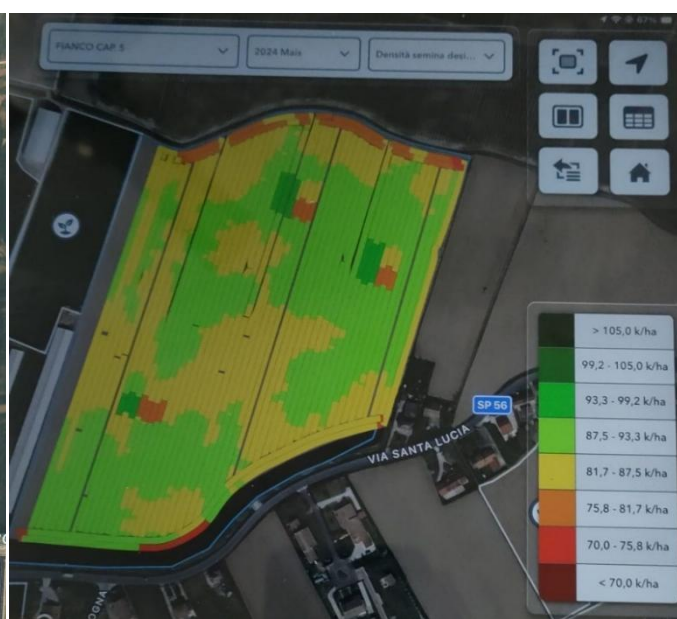 67%
FIANCO CAP.5
2024 Mais
Densità semina desi...
> 105,0 k/ha
99,2 - 105,0 k/ha
93,3 - 99,2 k/ha
87,5 - 93,3 k/ha
81,7 - 87,5 k/ha
75,8 - 81,7 k/ha
70,0 - 75,8 k/ha
< 70,0 k/ha
SP 56
VIA SANTA LUCIA
OGNA